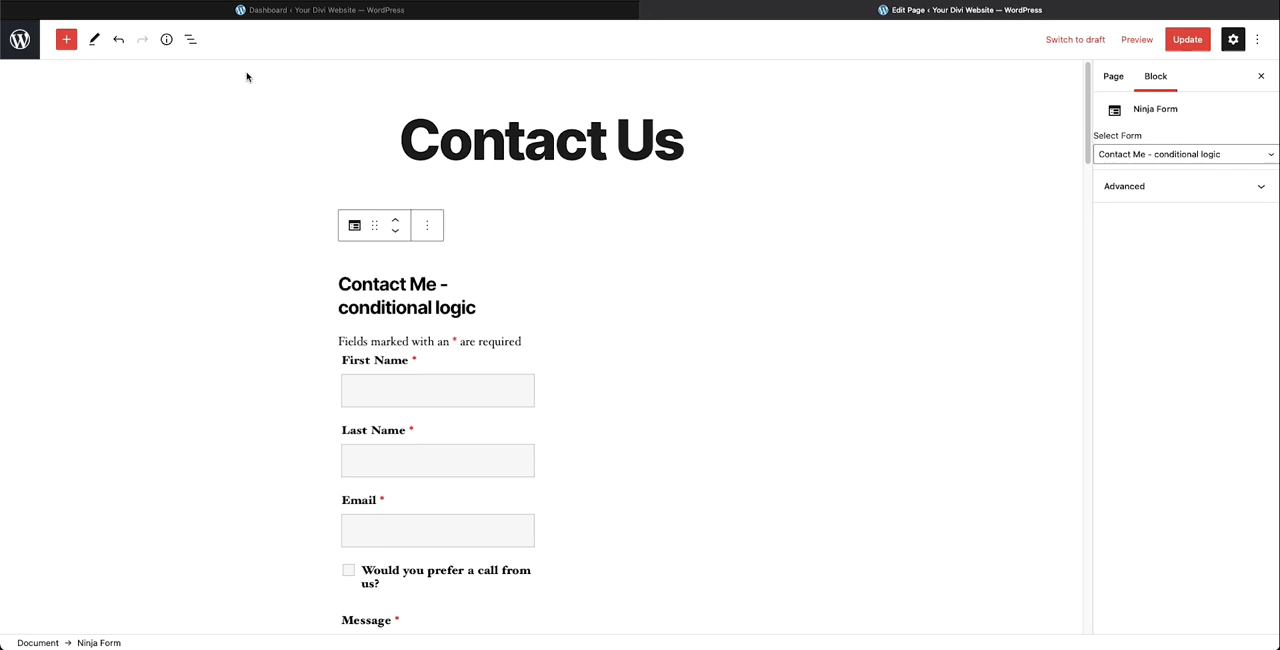 Dashboard ‹ Your Divi Website — WordPress
Edit Page ‹ Your Divi Website — WordPress
Switch to draft
Preview
Update
Page
Block
Ninja Form
Select Form
Contact Me - conditional logic
Advanced
Contact Us
Contact Me -
conditional logic
Fields marked with an * are required
First Name *
Last Name *
Email *
Would you prefer a call from
us?
Message *
Document → Ninja Form